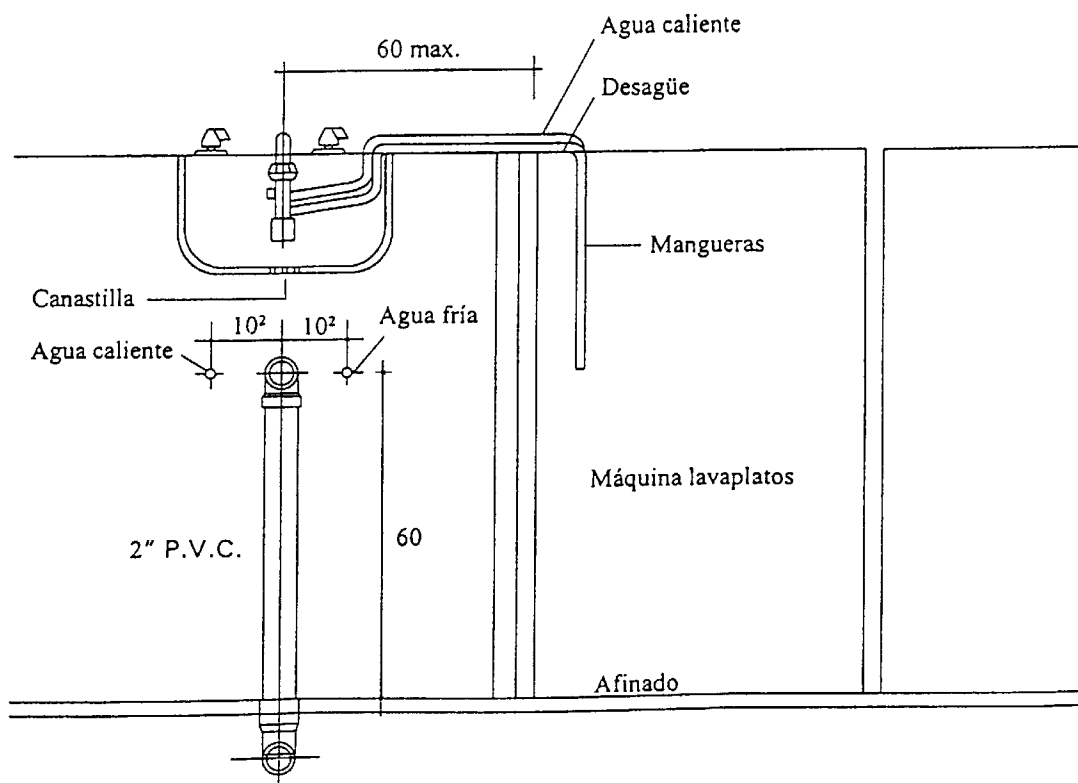 Agua caliente
60 max.
Desagüe
Mangueras
Canastilla
10² 10²
Agua fría
Agua caliente
Máquina lavaplatos
60
2" P.V.C.
Afinado